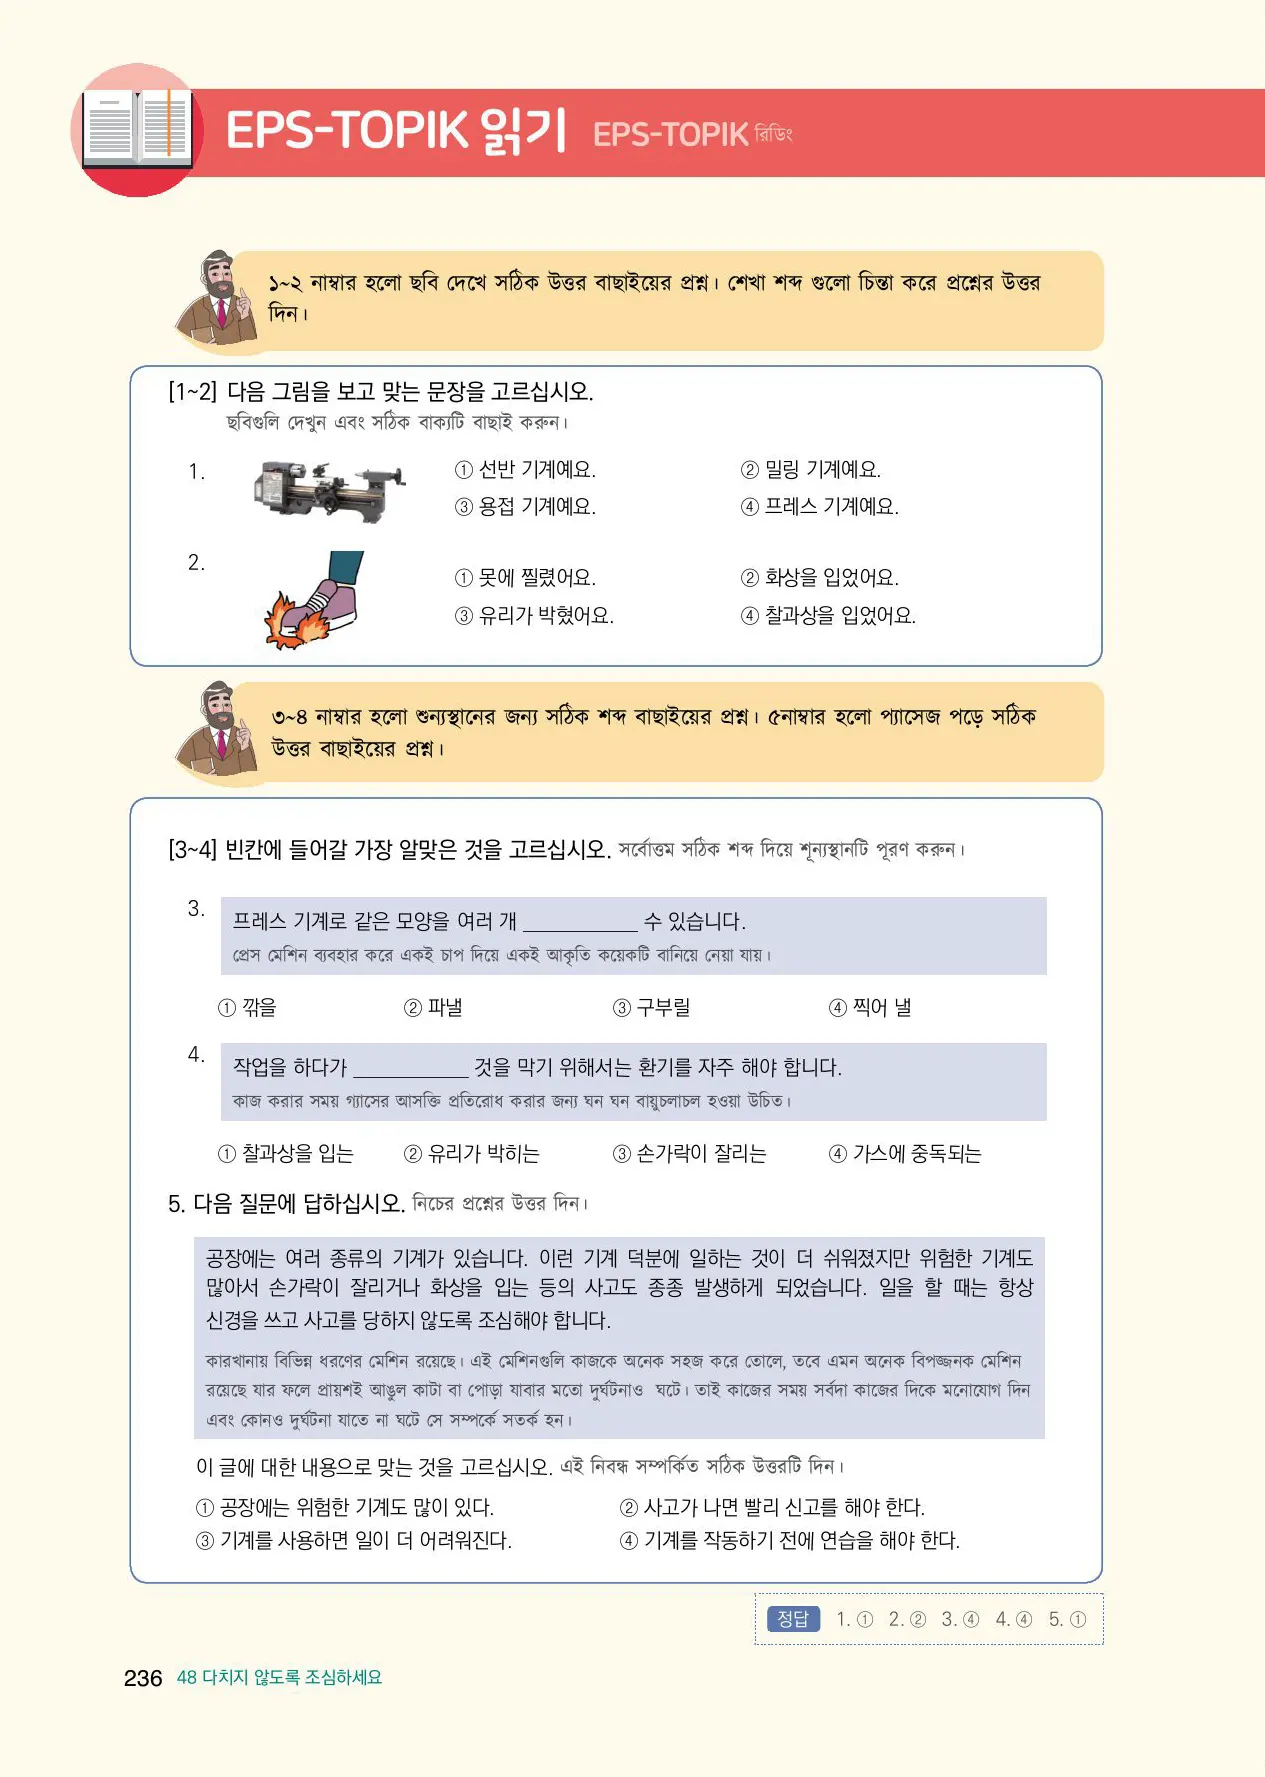 EPS-TOPIK 읽기 EPS-TOPIK রিডিং
১~২ নাম্বার হলো ছবি দেখে সঠিক উত্তর বাছাইয়ের প্রশ্ন। শেখা শব্দ গুলো চিন্তা করে প্রশ্নের উত্তর
দিন।
[1~2] 다음 그림을 보고 맞는 문장을 고르십시오.
ছবিগুলি দেখুন এবং সঠিক বাক্যটি বাছাই করুন।
1. ① 선반 기계예요. ② 밀링 기계예요.
③ 용접 기계예요. ④ 프레스 기계예요.
2. ① 못에 찔렸어요. ② 화상을 입었어요.
③ 유리가 박혔어요. ④ 찰과상을 입었어요.
৩~৪ নাম্বার হলো শুন্যস্থানের জন্য সঠিক শব্দ বাছাইয়ের প্রশ্ন। ৫নাম্বার হলো প্যাসেজ পড়ে সঠিক
উত্তর বাছাইয়ের প্রশ্ন।
[3~4] 빈칸에 들어갈 가장 알맞은 것을 고르십시오. সর্বোত্তম সঠিক শব্দ দিয়ে শূন্যস্থানটি পূরণ করুন।
3. 프레스 기계로 같은 모양을 여러 개 ___________ 수 있습니다.
প্রেস মেশিন ব্যবহার করে একই চাপ দিয়ে একই আকৃতি কয়েকটি বানিয়ে নেয়া যায়।
① 깎을 ② 파낼 ③ 구부릴 ④ 찍어 낼
4. 작업을 하다가 ___________ 것을 막기 위해서는 환기를 자주 해야 합니다.
কাজ করার সময় গ্যাসের আসক্তি প্রতিরোধ করার জন্য ঘন ঘন বায়ুচলাচল হওয়া উচিত।
① 찰과상을 입는 ② 유리가 박히는 ③ 손가락이 잘리는 ④ 가스에 중독되는
5. 다음 질문에 답하십시오. নিচের প্রশ্নের উত্তর দিন।
공장에는 여러 종류의 기계가 있습니다. 이런 기계 덕분에 일하는 것이 더 쉬워졌지만 위험한 기계도
많아서 손가락이 잘리거나 화상을 입는 등의 사고도 종종 발생하게 되었습니다. 일을 할 때는 항상
신경을 쓰고 사고를 당하지 않도록 조심해야 합니다.
কারখানায় বিভিন্ন ধরণের মেশিন রয়েছে। এই মেশিনগুলি কাজকে অনেক সহজ করে তোলে, তবে এমন অনেক বিপজ্জনক মেশিন
রয়েছে যার ফলে প্রায়শই আঙুল কাটা বা পোড়া যাবার মতো দুর্ঘটনাও ঘটে। তাই কাজের সময় সর্বদা কাজের দিকে মনোযোগ দিন
এবং কোনও দুর্ঘটনা যাতে না ঘটে সে সম্পর্কে সতর্ক হন।
이 글에 대한 내용으로 맞는 것을 고르십시오. এই নিবন্ধ সম্পর্কিত সঠিক উত্তরটি দিন।
① 공장에는 위험한 기계도 많이 있다. ② 사고가 나면 빨리 신고를 해야 한다.
③ 기계를 사용하면 일이 더 어려워진다. ④ 기계를 작동하기 전에 연습을 해야 한다.
정답 1. ① 2. ② 3. ④ 4. ④ 5. ①
236 48 다치지 않도록 조심하세요